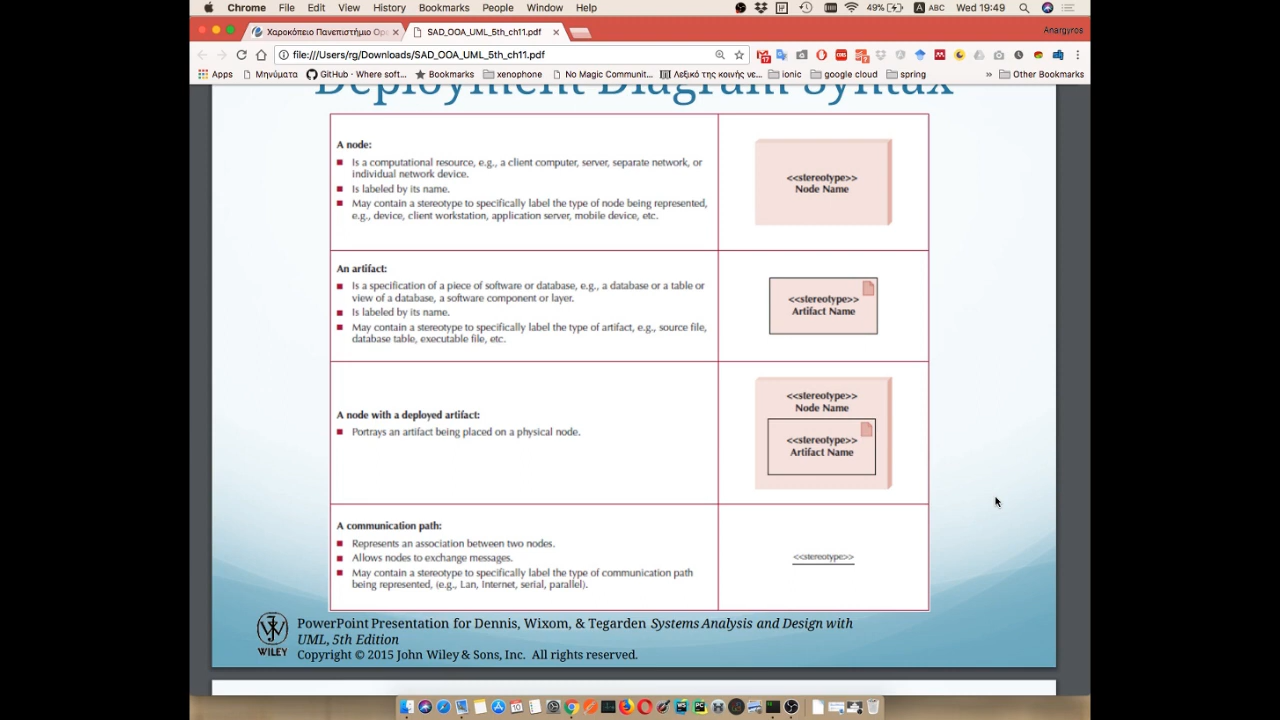 Chrome File Edit View History Bookmarks People Window Help 49% ABC Wed 19:49
Χαροκόπειο Πανεπιστήμιο Ορ SAD_OOA_UML_5th_ch11.pdf Anargyros
file:///Users/rg/Downloads/SAD_OOA_UML_5th_ch11.pdf
Apps Μηνύματα GitHub - Where soft... Bookmarks xenophone No Magic Communit... Λεξικό της κοινής νε... ionic google cloud spring » Other Bookmarks
Deployment Diagram Syntax
A node:
Is a computational resource, e.g., a client computer, server, separate network, or
individual network device.
Is labeled by its name.
May contain a stereotype to specifically label the type of node being represented,
e.g., device, client workstation, application server, mobile device, etc.
<<stereotype>>
Node Name
An artifact:
Is a specification of a piece of software or database, e.g., a database or a table or
view of a database, a software component or layer.
Is labeled by its name.
May contain a stereotype to specifically label the type of artifact, e.g., source file,
database table, executable file, etc.
<<stereotype>>
Artifact Name
A node with a deployed artifact:
Portrays an artifact being placed on a physical node.
<<stereotype>>
Node Name
<<stereotype>>
Artifact Name
A communication path:
Represents an association between two nodes.
Allows nodes to exchange messages.
May contain a stereotype to specifically label the type of communication path
being represented, (e.g., Lan, Internet, serial, parallel).
<<stereotype>>
WILEY
PowerPoint Presentation for Dennis, Wixom, & Tegarden Systems Analysis and Design with
UML, 5th Edition
Copyright © 2015 John Wiley & Sons, Inc. All rights reserved.